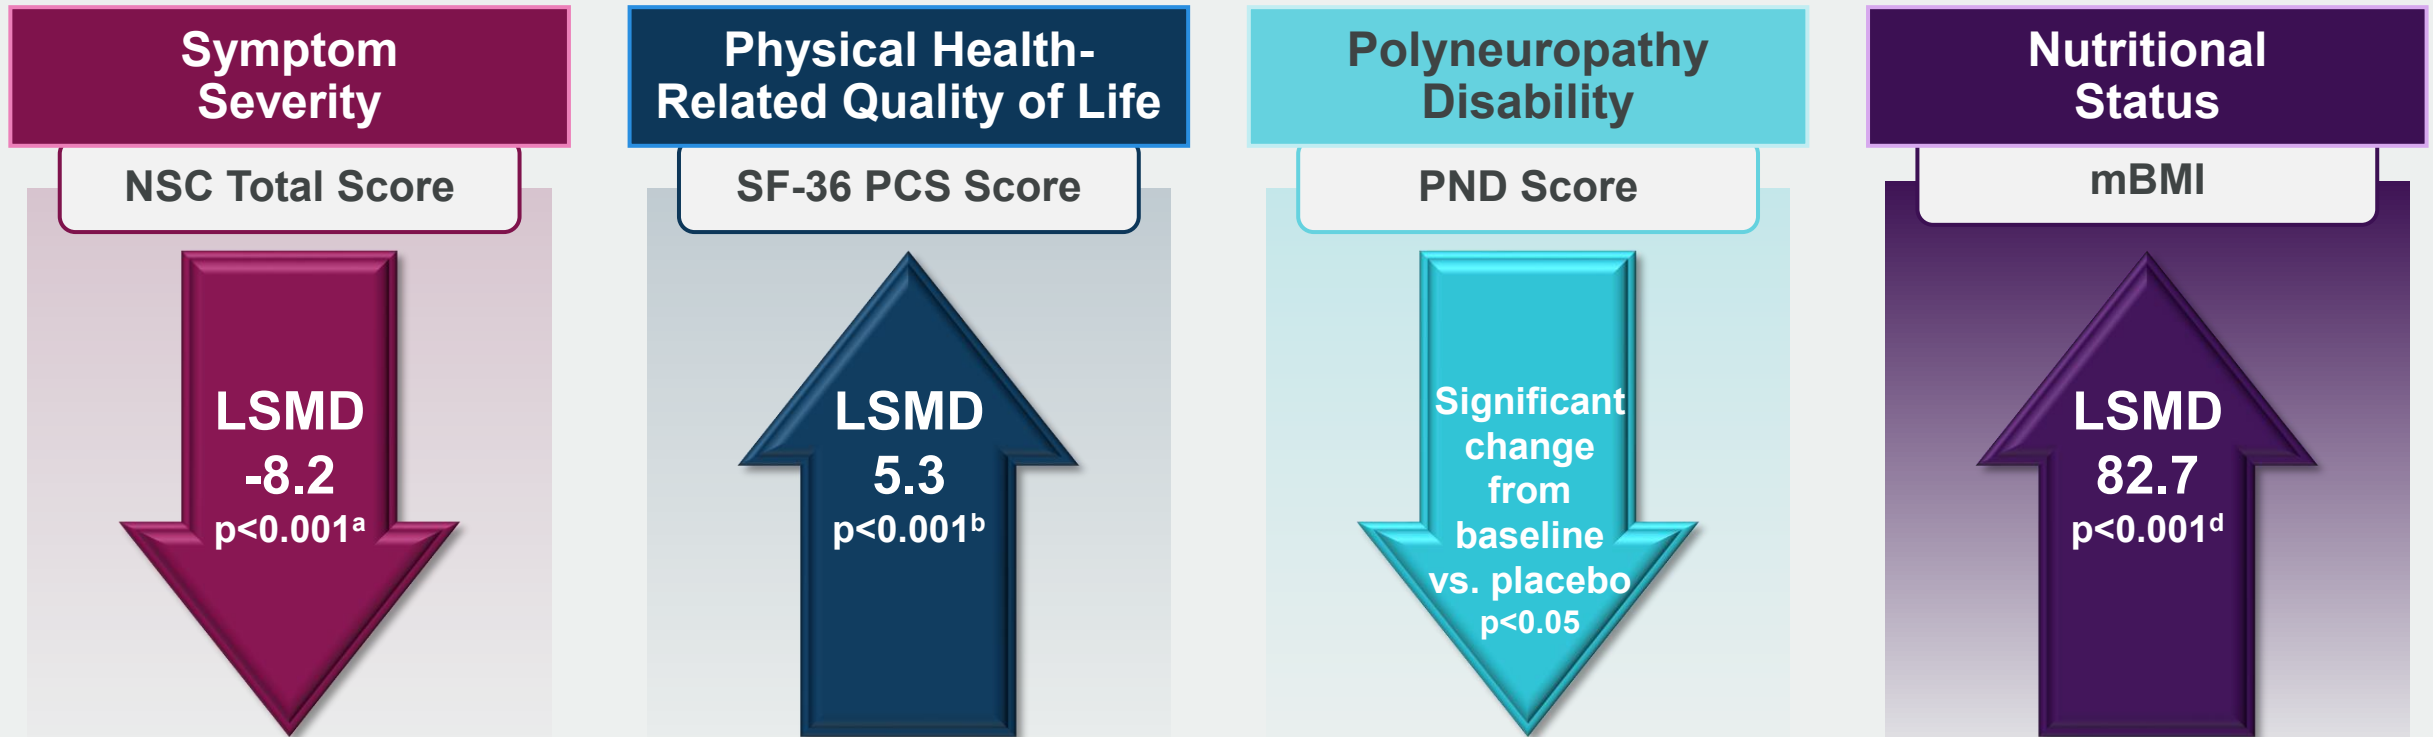 Symptom
Severity
NSC Total Score
LSMD
-8.2
p<0.001ᵃ
Physical Health-
Related Quality of Life
SF-36 PCS Score
LSMD
5.3
p<0.001ᵇ
Polyneuropathy
Disability
PND Score
Significant
change
from
baseline
vs. placebo
p<0.05
Nutritional
Status
mBMI
LSMD
82.7
p<0.001ᵈ